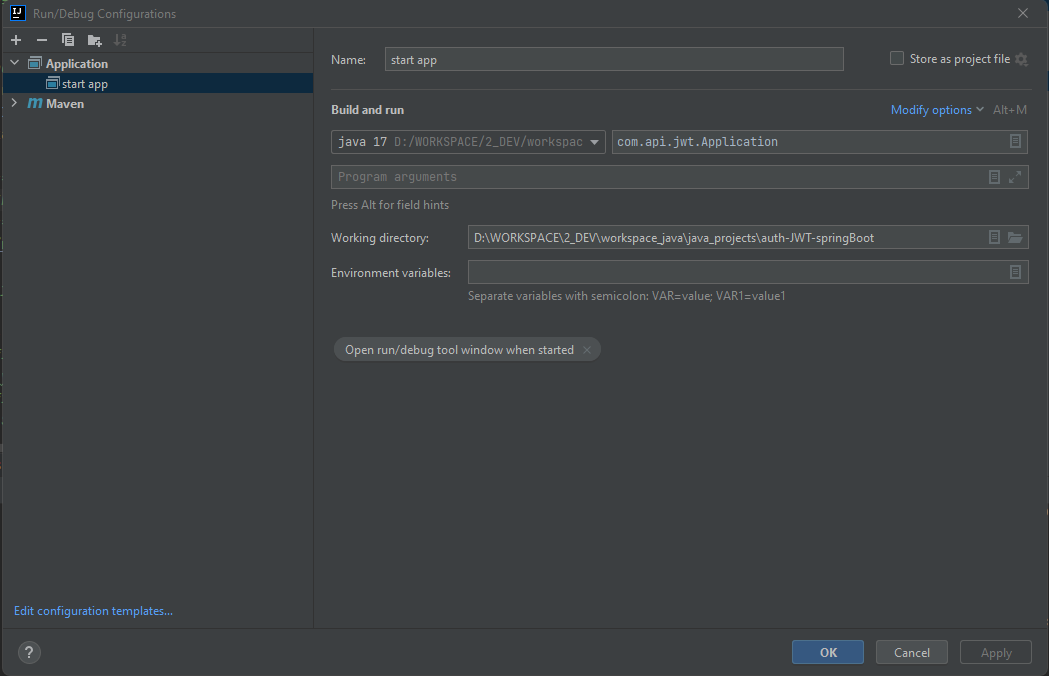 IJ Run/Debug Configurations
Application
start app
m Maven
Edit configuration templates...
Name: start app Store as project file
Build and run Modify options Alt+M
java 17 D:/WORKSPACE/2_DEV/workspac com.api.jwt.Application
Program arguments
Press Alt for field hints
Working directory: D:\WORKSPACE\2_DEV\workspace_java\java_projects\auth-JWT-springBoot
Environment variables:
Separate variables with semicolon: VAR=value; VAR1=value1
Open run/debug tool window when started
? OK Cancel Apply